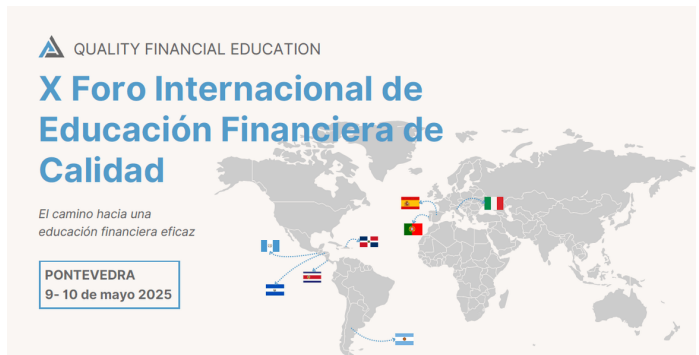 QUALITY FINANCIAL EDUCATION
X Foro Internacional de
Educación Financiera de
Calidad
El camino hacia una
educación financiera eficaz
PONTEVEDRA
9- 10 de mayo 2025